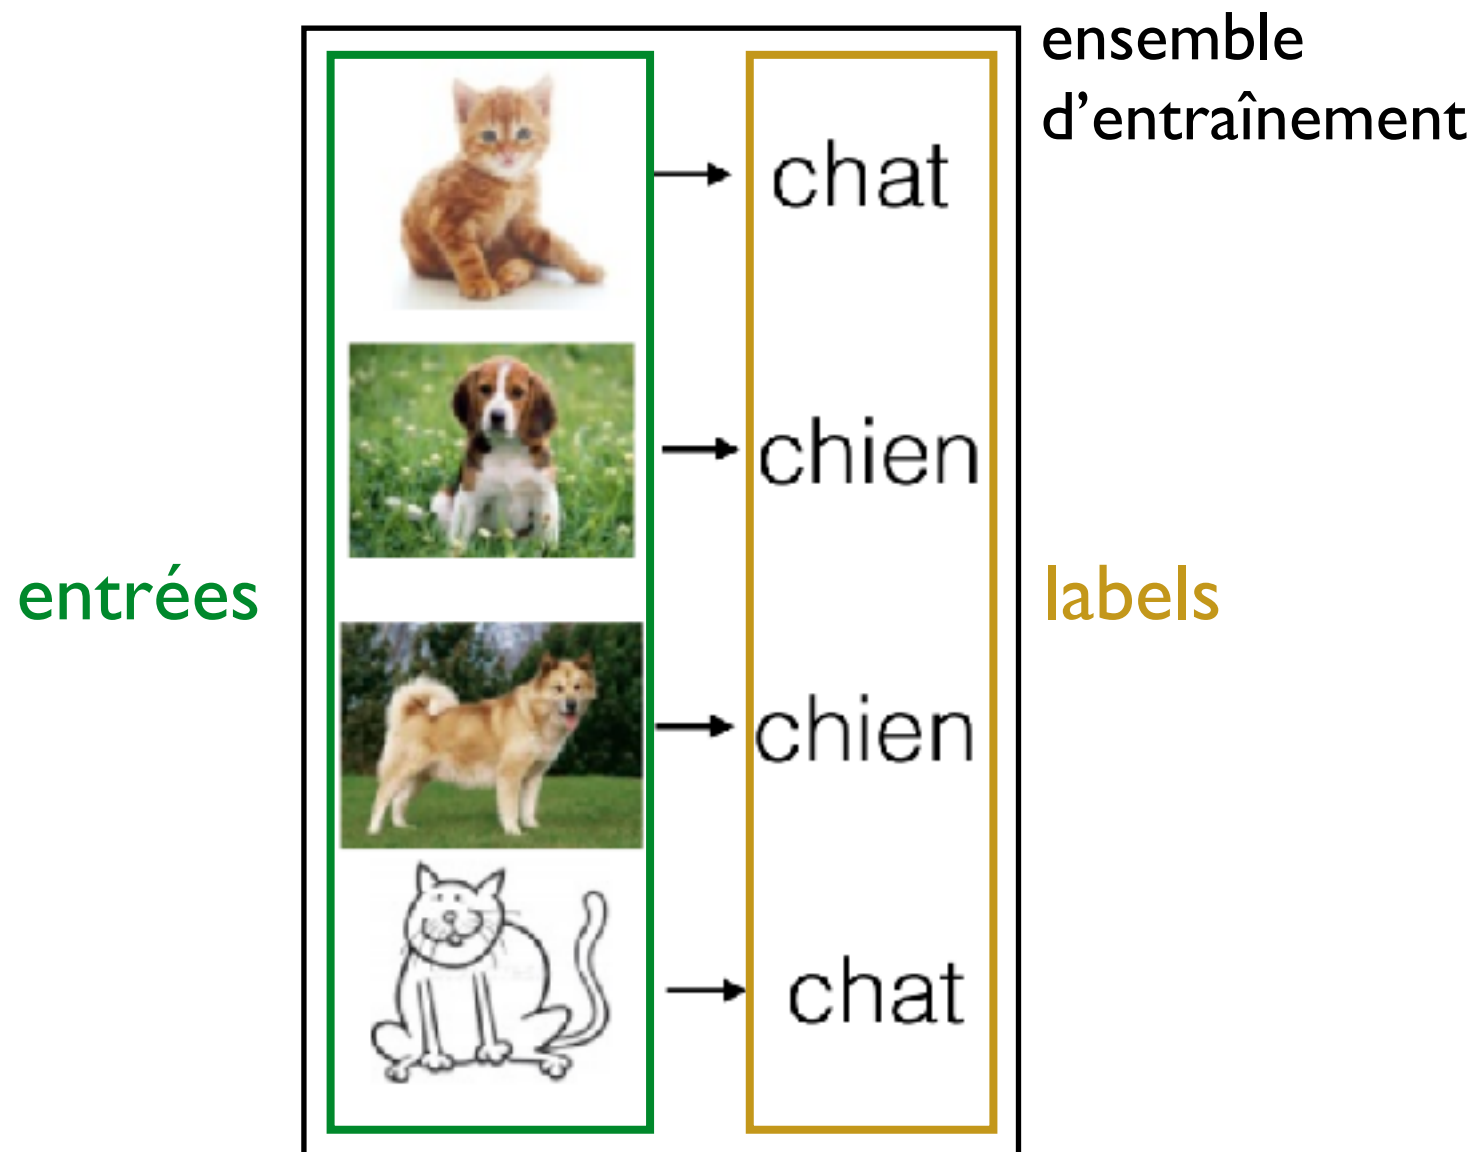 ensemble
d'entraînement
chat
chien
entrées
labels
chien
chat